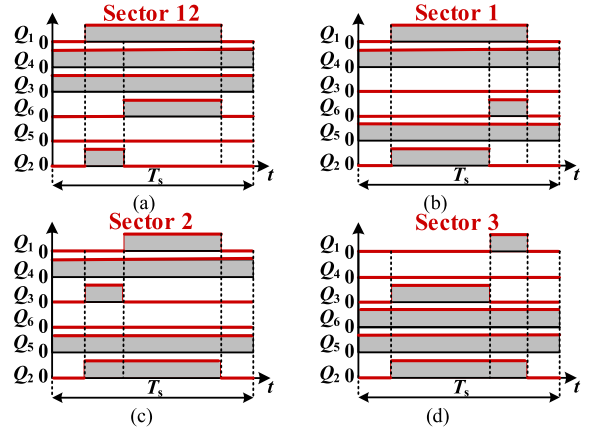 Sector 12
Q1 0
Q4 0
Q3 0
Q6 0
Q5 0
Q2 0
t
Ts
(a)
Sector 1
Q1 0
Q4 0
Q3 0
Q6 0
Q5 0
Q2 0
t
Ts
(b)
Sector 2
Q1 0
Q4 0
Q3 0
Q6 0
Q5 0
Q2 0
t
Ts
(c)
Sector 3
Q1 0
Q4 0
Q3 0
Q6 0
Q5 0
Q2 0
t
Ts
(d)